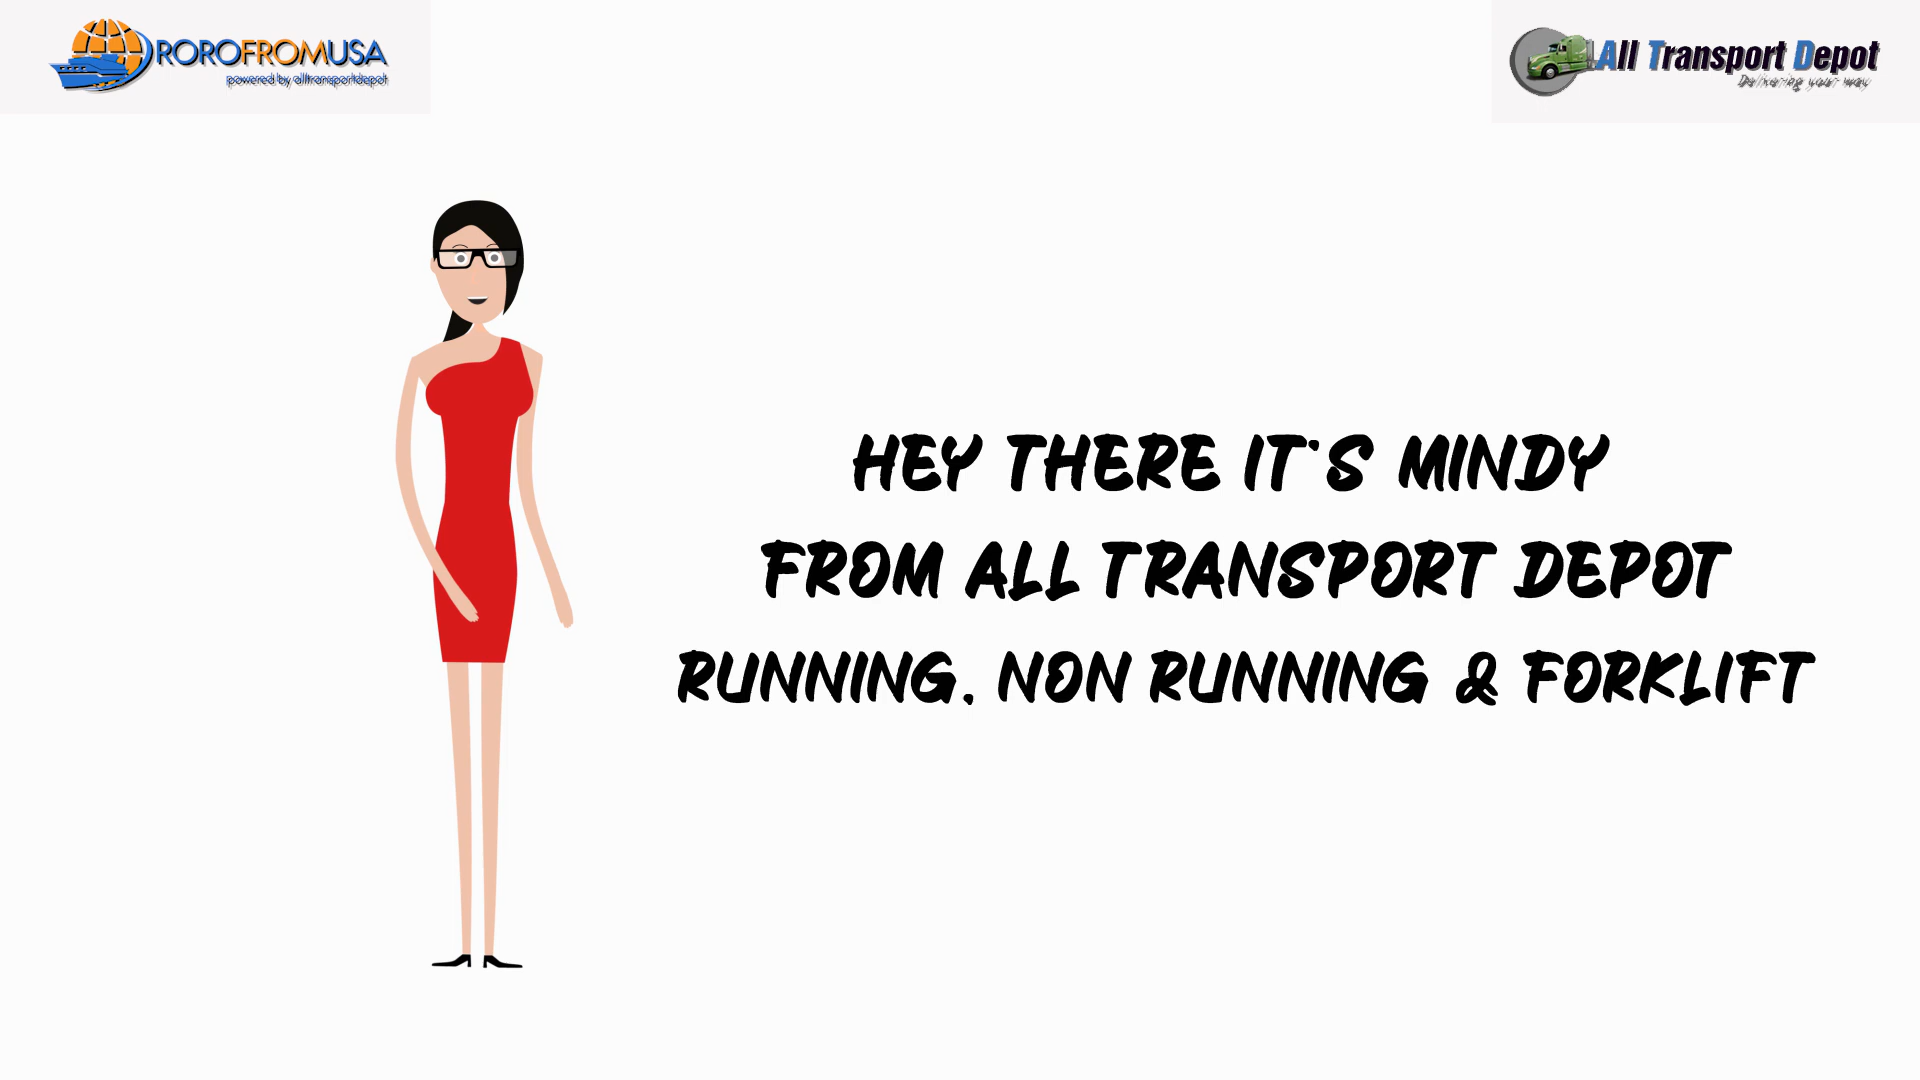 ROROFROMUSA
powered by alltransportdepot
All Transport Depot
Delivering your way
HEY THERE IT'S MINDY
FROM ALL TRANSPORT DEPOT
RUNNING, NON RUNNING & FORKLIFT